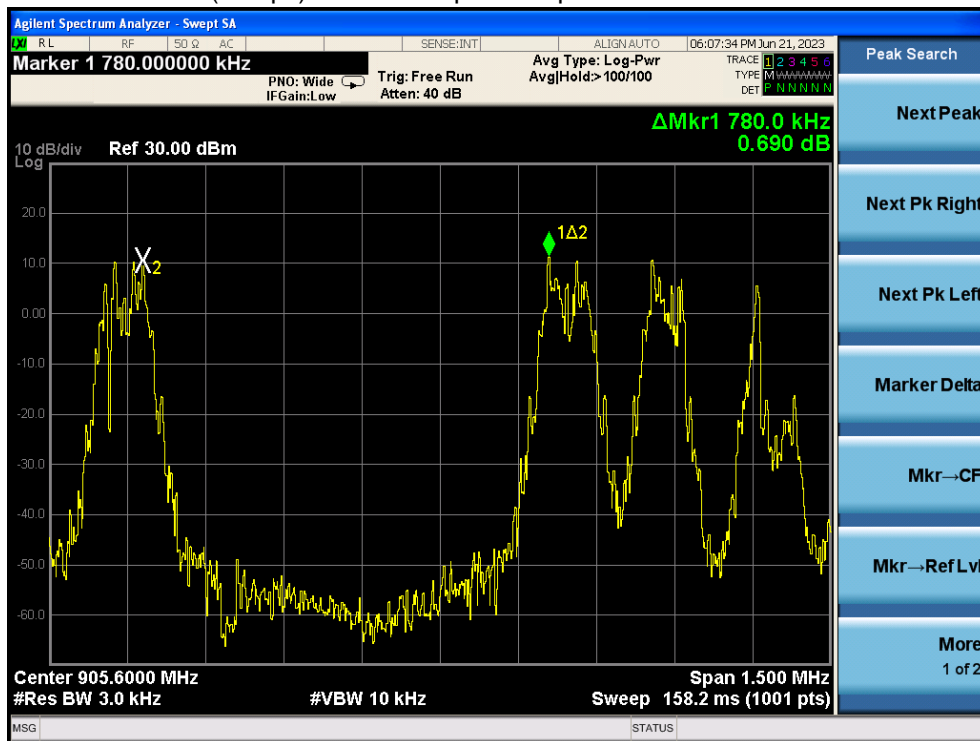 Agilent Spectrum Analyzer - Swept SA
LXI RL RF 50 Ω AC SENSE:INT ALIGN AUTO 06:07:34 PM Jun 21, 2023
Marker 1 780.000000 kHz
PNO: Wide
IFGain:Low
Trig: Free Run
Atten: 40 dB
Avg Type: Log-Pwr
Avg|Hold:>100/100
TRACE 1 2 3 4 5 6
TYPE M
DET P N N N N N
ΔMkr1 780.0 kHz
0.690 dB
10 dB/div Ref 30.00 dBm
Log
20.0
10.0
0.00
-10.0
-20.0
-30.0
-40.0
-50.0
-60.0
X2
1Δ2
Center 905.6000 MHz Span 1.500 MHz
#Res BW 3.0 kHz #VBW 10 kHz Sweep 158.2 ms (1001 pts)
MSG STATUS
Peak Search
Next Peak
Next Pk Right
Next Pk Left
Marker Delta
Mkr→CF
Mkr→Ref Lvl
More
1 of 2